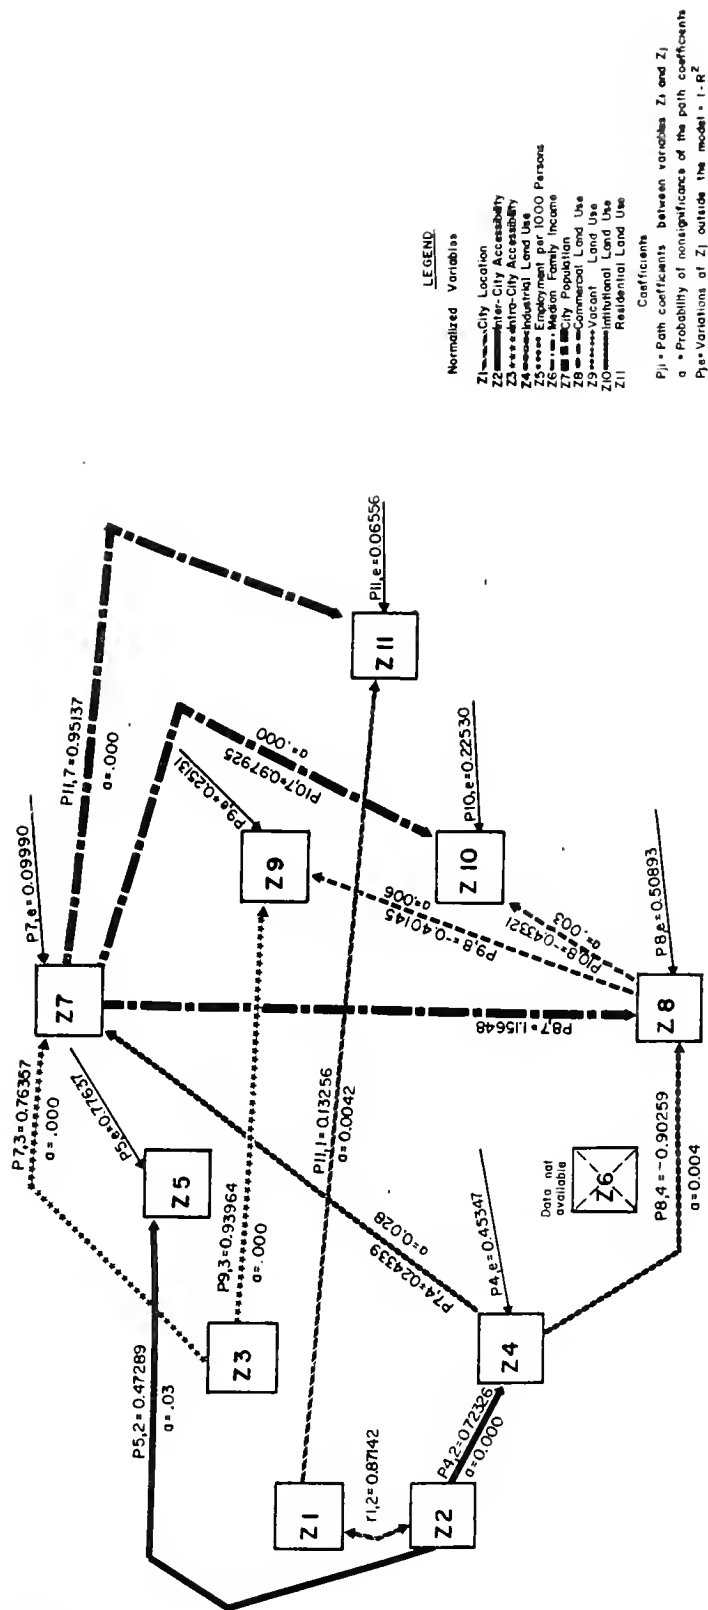 P7,e=0.09990
Z7
P11,7=0.95137
a=.000
P7,3=0.76357
a=.000
P5,e=0.77637
Z5
P5,2=0.47289
a=.03
P9,3=0.93964
a=.000
Z3
P9,e=0.25131
Z9
P10,7=0.97925
a=.000
P11,e=0.06556
Z11
P11,1=0.13256
a=0.0042
Z1
r1,2=0.87142
Z2
P4,2=0.72326
a=0.000
P7,4=0.24339
a=0.028
P4,e=0.45347
Z4
Data not
available
Z6
P8,4=-0.90259
a=0.004
P8,7=1.15648
P9,8=-0.40145
a=.006
P10,8=-0.43321
a=.003
Z10
P10,e=0.22530
Z8
P8,e=0.50893
LEGEND
Normalized Variables
Z1 City Location
Z2 Inter-City Accessibility
Z3 Intra-City Accessibility
Z4 Industrial Land Use
Z5 Employment per 1000 Persons
Z6 Median Family Income
Z7 City Population
Z8 Commercial Land Use
Z9 Vacant Land Use
Z10 Intitutional Land Use
Z11 Residential Land Use
Coefficients
Pji = Path coefficients between variables Zi and Zj
a = Probability of nonsignificance of the path coefficients
Pje = Variations of Zj outside the model = 1-R²